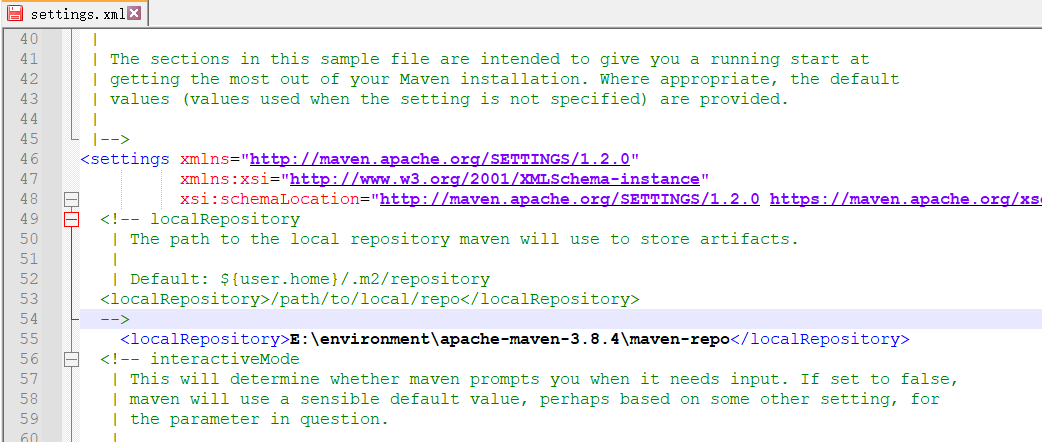 settings.xml
40 |
41 | The sections in this sample file are intended to give you a running start at
42 | getting the most out of your Maven installation. Where appropriate, the default
43 | values (values used when the setting is not specified) are provided.
44 |
45 |-->
46 <settings xmlns="http://maven.apache.org/SETTINGS/1.2.0"
47 xmlns:xsi="http://www.w3.org/2001/XMLSchema-instance"
48 xsi:schemaLocation="http://maven.apache.org/SETTINGS/1.2.0 https://maven.apache.org/xs
49 <!-- localRepository
50 | The path to the local repository maven will use to store artifacts.
51 |
52 | Default: ${user.home}/.m2/repository
53 <localRepository>/path/to/local/repo</localRepository>
54 -->
55 <localRepository>E:\environment\apache-maven-3.8.4\maven-repo</localRepository>
56 <!-- interactiveMode
57 | This will determine whether maven prompts you when it needs input. If set to false,
58 | maven will use a sensible default value, perhaps based on some other setting, for
59 | the parameter in question.
60 |